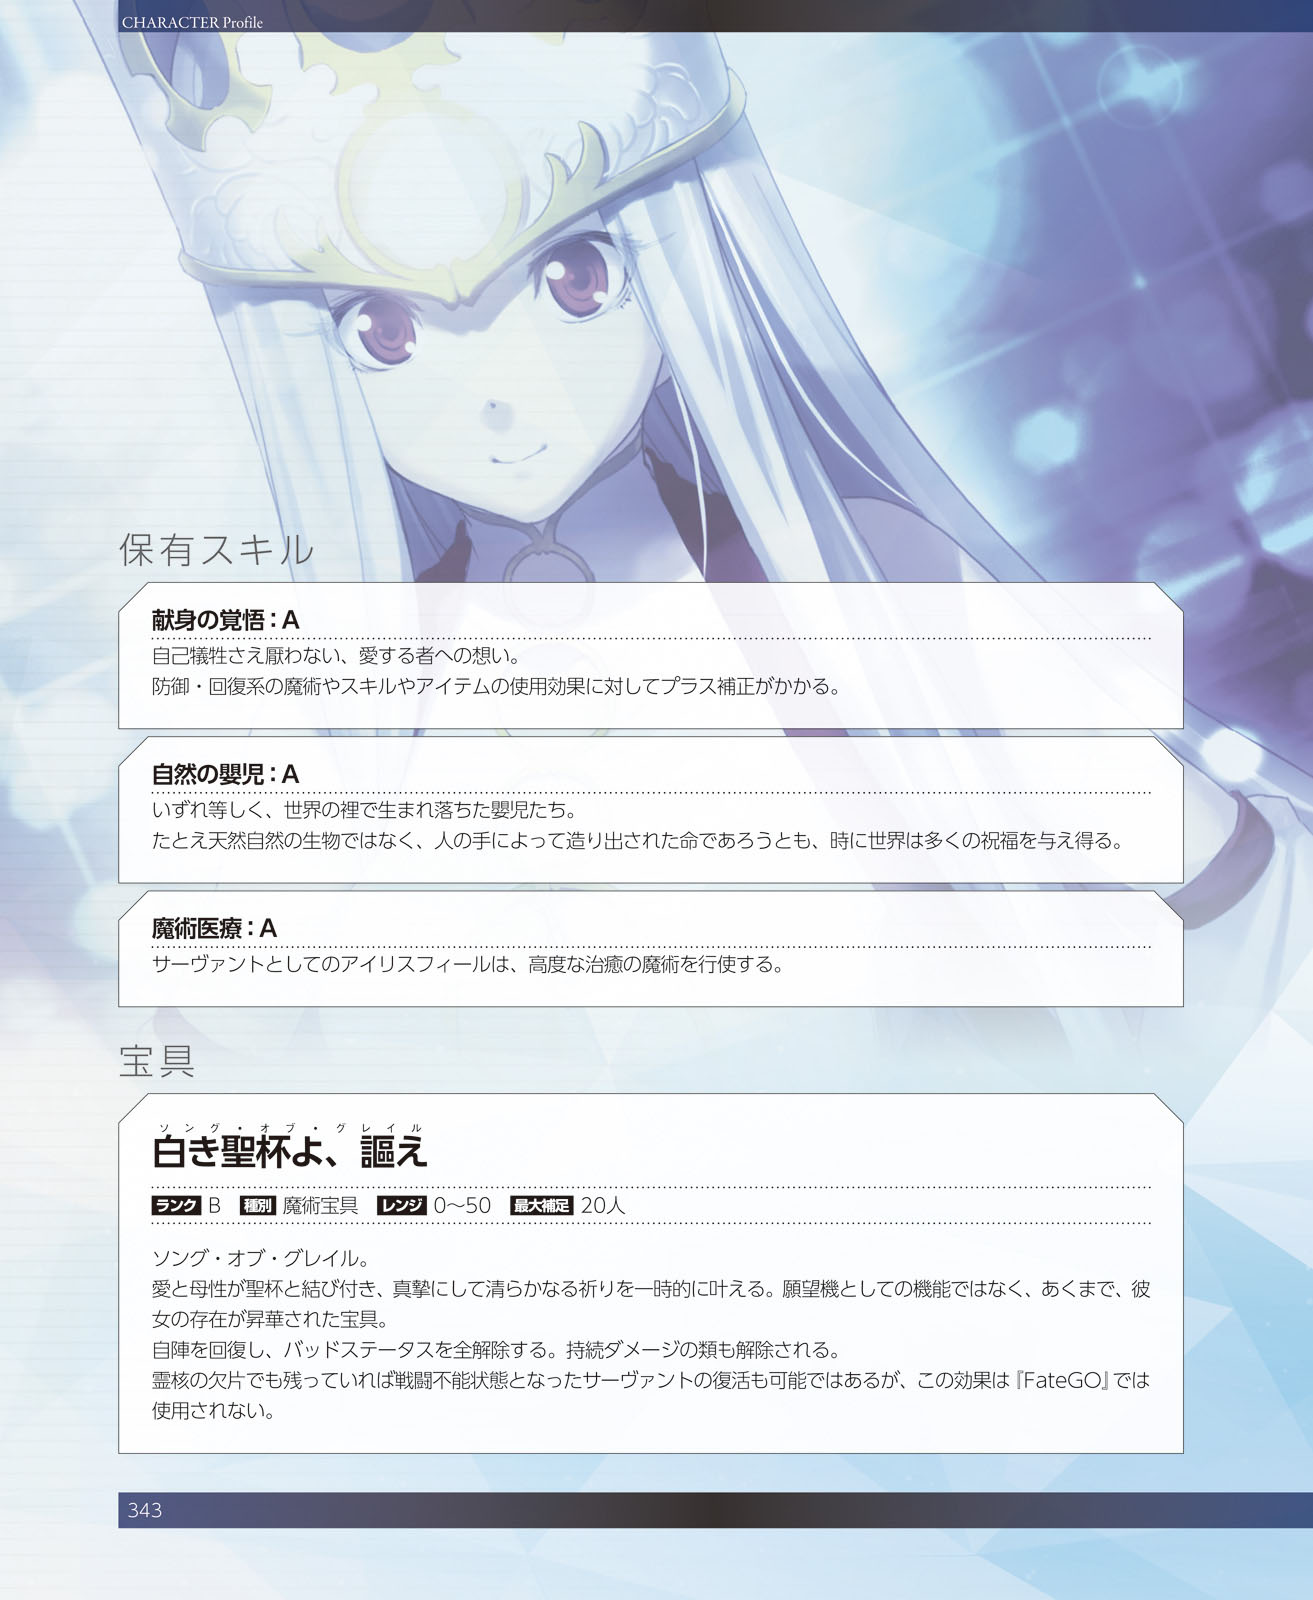 CHARACTER Profile
保有スキル
献身の覚悟：A
自己犠牲さえ厭わない、愛する者への想い。
防御・回復系の魔術やスキルやアイテムの使用効果に対してプラス補正がかかる。
自然の嬰児：A
いずれ等しく、世界の裡で生まれ落ちた嬰児たち。
たとえ天然自然の生物ではなく、人の手によって造り出された命であろうとも、時に世界は多くの祝福を与え得る。
魔術医療：A
サーヴァントとしてのアイリスフィールは、高度な治癒の魔術を行使する。
宝具
ソング・オブ・グレイル
白き聖杯よ、謳え
ランク B 種別 魔術宝具 レンジ 0〜50 最大補足 20人
ソング・オブ・グレイル。
愛と母性が聖杯と結び付き、真摯にして清らかなる祈りを一時的に叶える。願望機としての機能ではなく、あくまで、彼
女の存在が昇華された宝具。
自陣を回復し、バッドステータスを全解除する。持続ダメージの類も解除される。
霊核の欠片でも残っていれば戦闘不能状態となったサーヴァントの復活も可能ではあるが、この効果は『FateGO』では
使用されない。
343